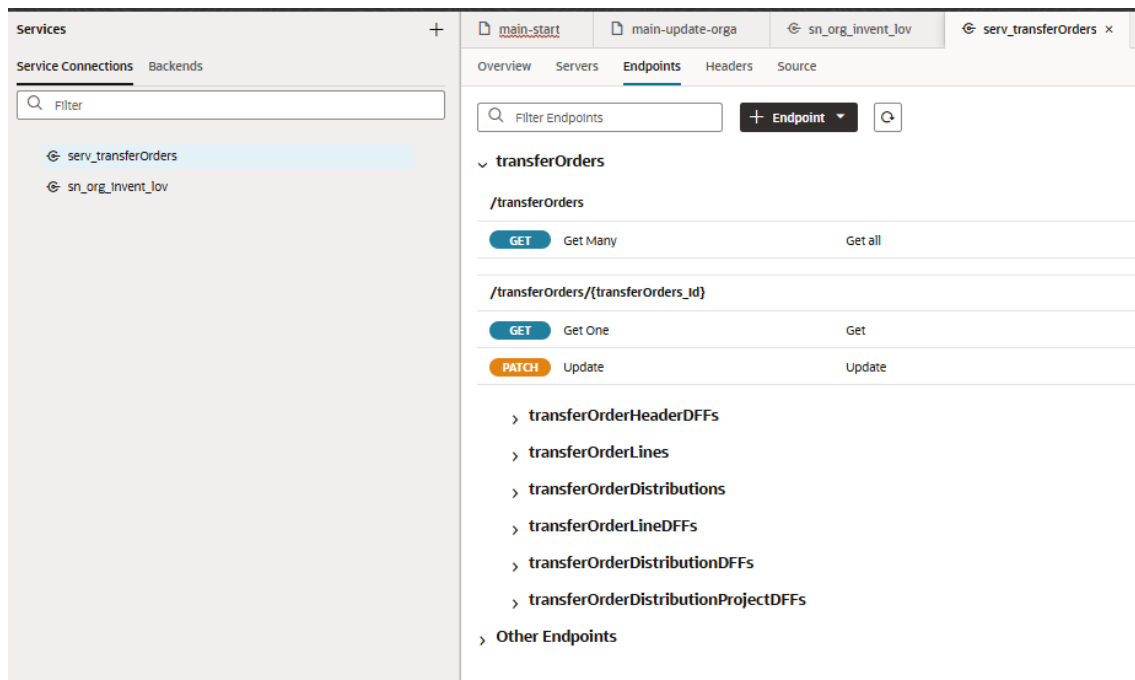 Services
Service Connections Backends
Filter
serv_transferOrders
sn_org_invent_lov
main-start main-update-orga sn_org_invent_lov serv_transferOrders ×
Overview Servers Endpoints Headers Source
Filter Endpoints + Endpoint
transferOrders
/transferOrders
GET Get Many Get all
/transferOrders/{transferOrders_Id}
GET Get One Get
PATCH Update Update
transferOrderHeaderDFFs
transferOrderLines
transferOrderDistributions
transferOrderLineDFFs
transferOrderDistributionDFFs
transferOrderDistributionProjectDFFs
Other Endpoints